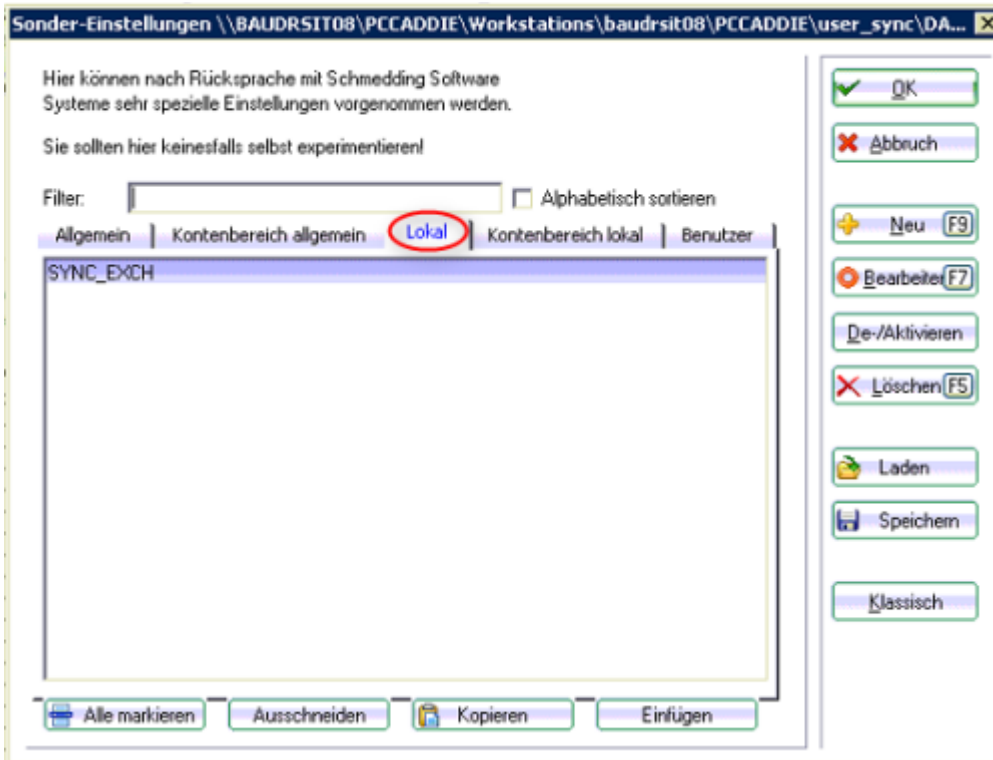 Sonder-Einstellungen \\BAUDRSIT08\PCCADDIE\Workstations\baudrsit08\PCCADDIE\user_sync\DA...
Hier können nach Rücksprache mit Schmedding Software
Systeme sehr spezielle Einstellungen vorgenommen werden.
Sie sollten hier keinesfalls selbst experimentieren!
Filter:
Alphabetisch sortieren
Allgemein
Kontenbereich allgemein
Lokal
Kontenbereich lokal
Benutzer
SYNC_EXCH
Alle markieren
Ausschneiden
Kopieren
Einfügen
OK
Abbruch
Neu F9
Bearbeiten F7
De-/Aktivieren
Löschen F5
Laden
Speichern
Klassisch